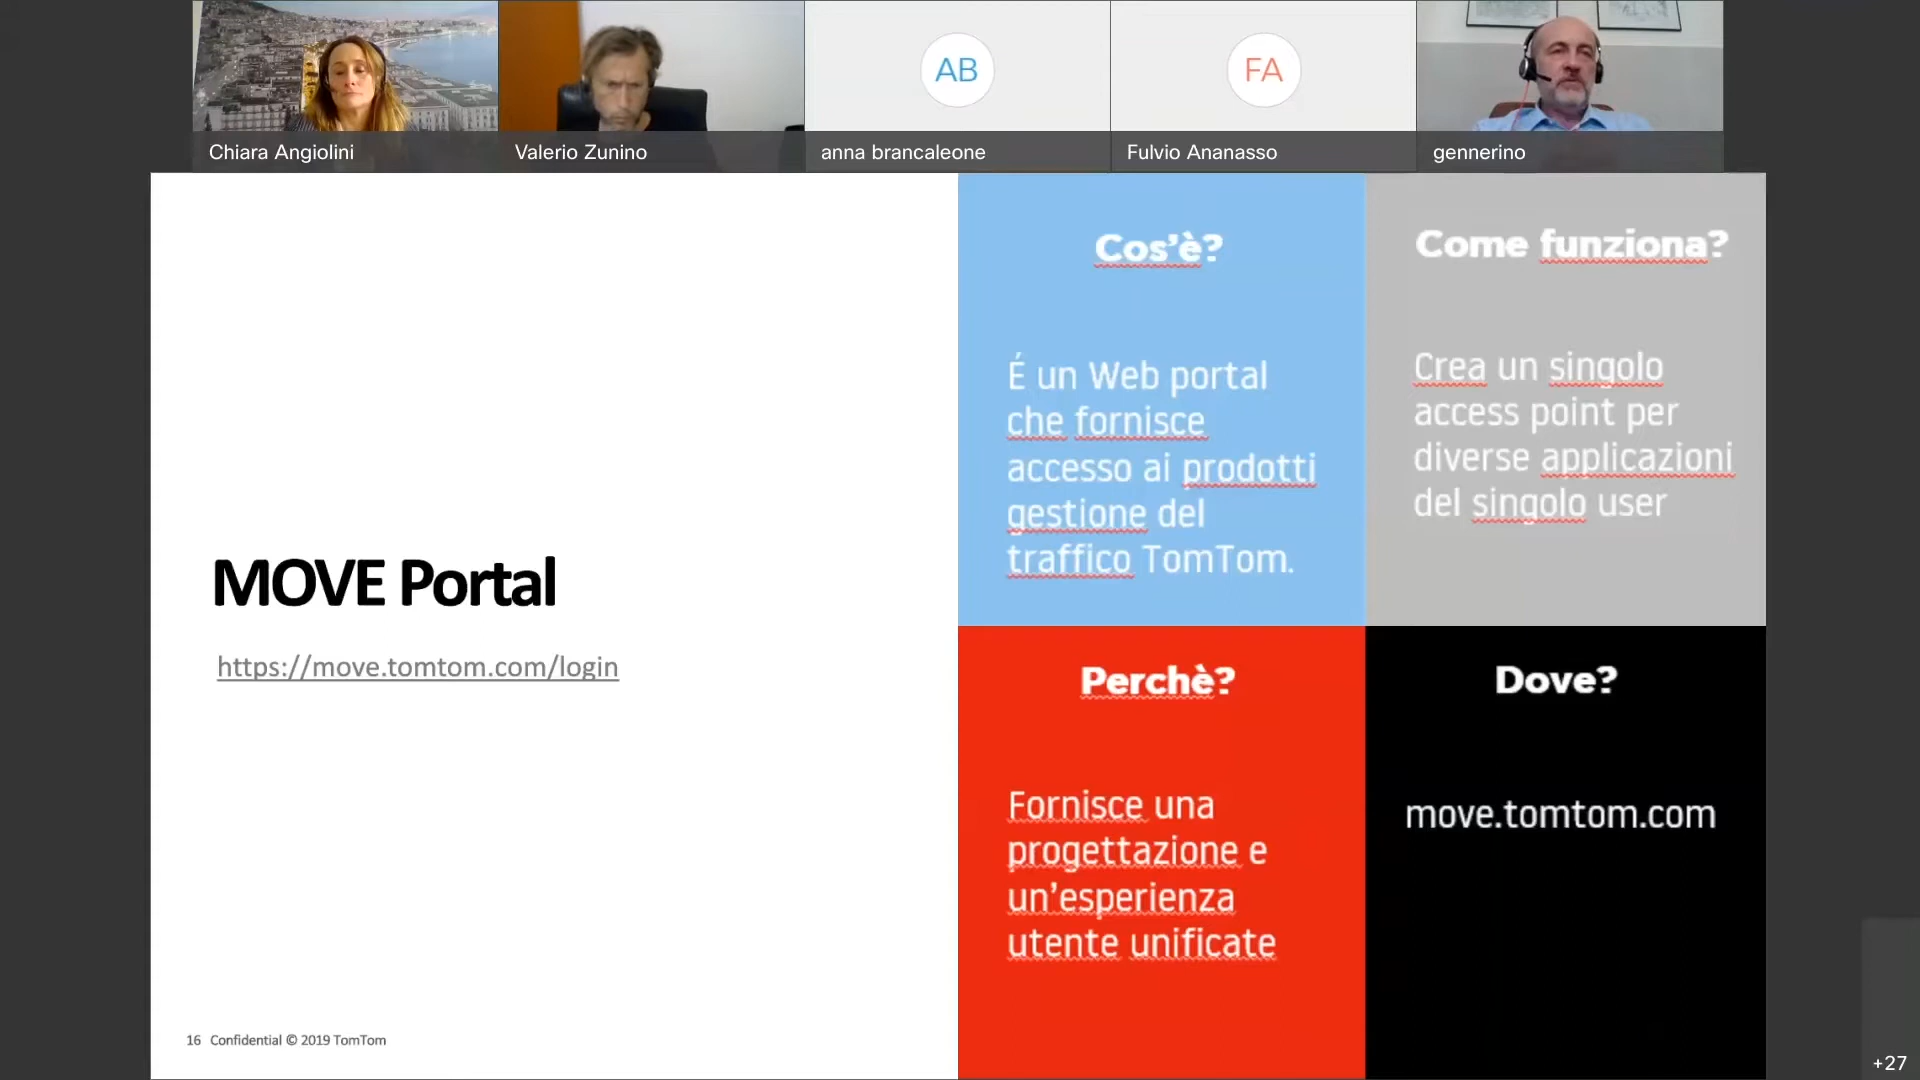 AB
FA
Chiara Angiolini
Valerio Zunino
anna brancaleone
Fulvio Ananasso
gennerino
MOVE Portal
https://move.tomtom.com/login
16 Confidential © 2019 TomTom
Cos'è?
É un Web portal
che fornisce
accesso ai prodotti
gestione del
traffico TomTom.
Come funziona?
Crea un singolo
access point per
diverse applicazioni
del singolo user
Perchè?
Fornisce una
progettazione e
un'esperienza
utente unificate
Dove?
move.tomtom.com
+27